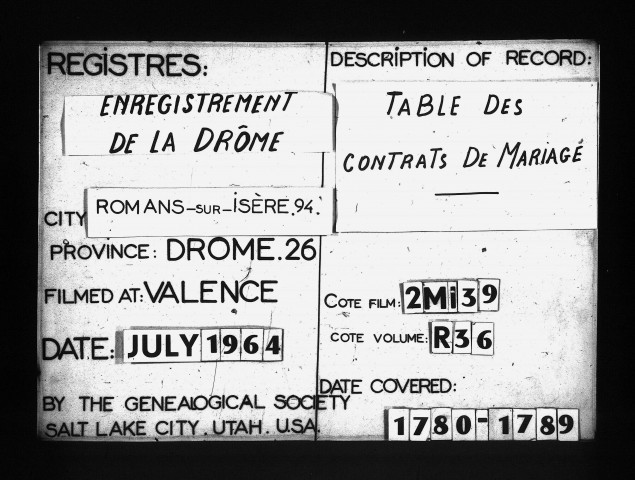 REGISTRES:
ENREGISTREMENT
DE LA DRÔME
CITY ROMANS-SUR-ISÈRE.94.
PROVINCE: DROME.26
FILMED AT: VALENCE
DATE: JULY 1964
BY THE GENEALOGICAL SOCIETY
SALT LAKE CITY. UTAH. U.S.A.
DESCRIPTION OF RECORD:
TABLE DES
CONTRATS DE MARIAGÉ
COTE FILM: 2Mi39
COTE VOLUME: R36
DATE COVERED:
1780-1789